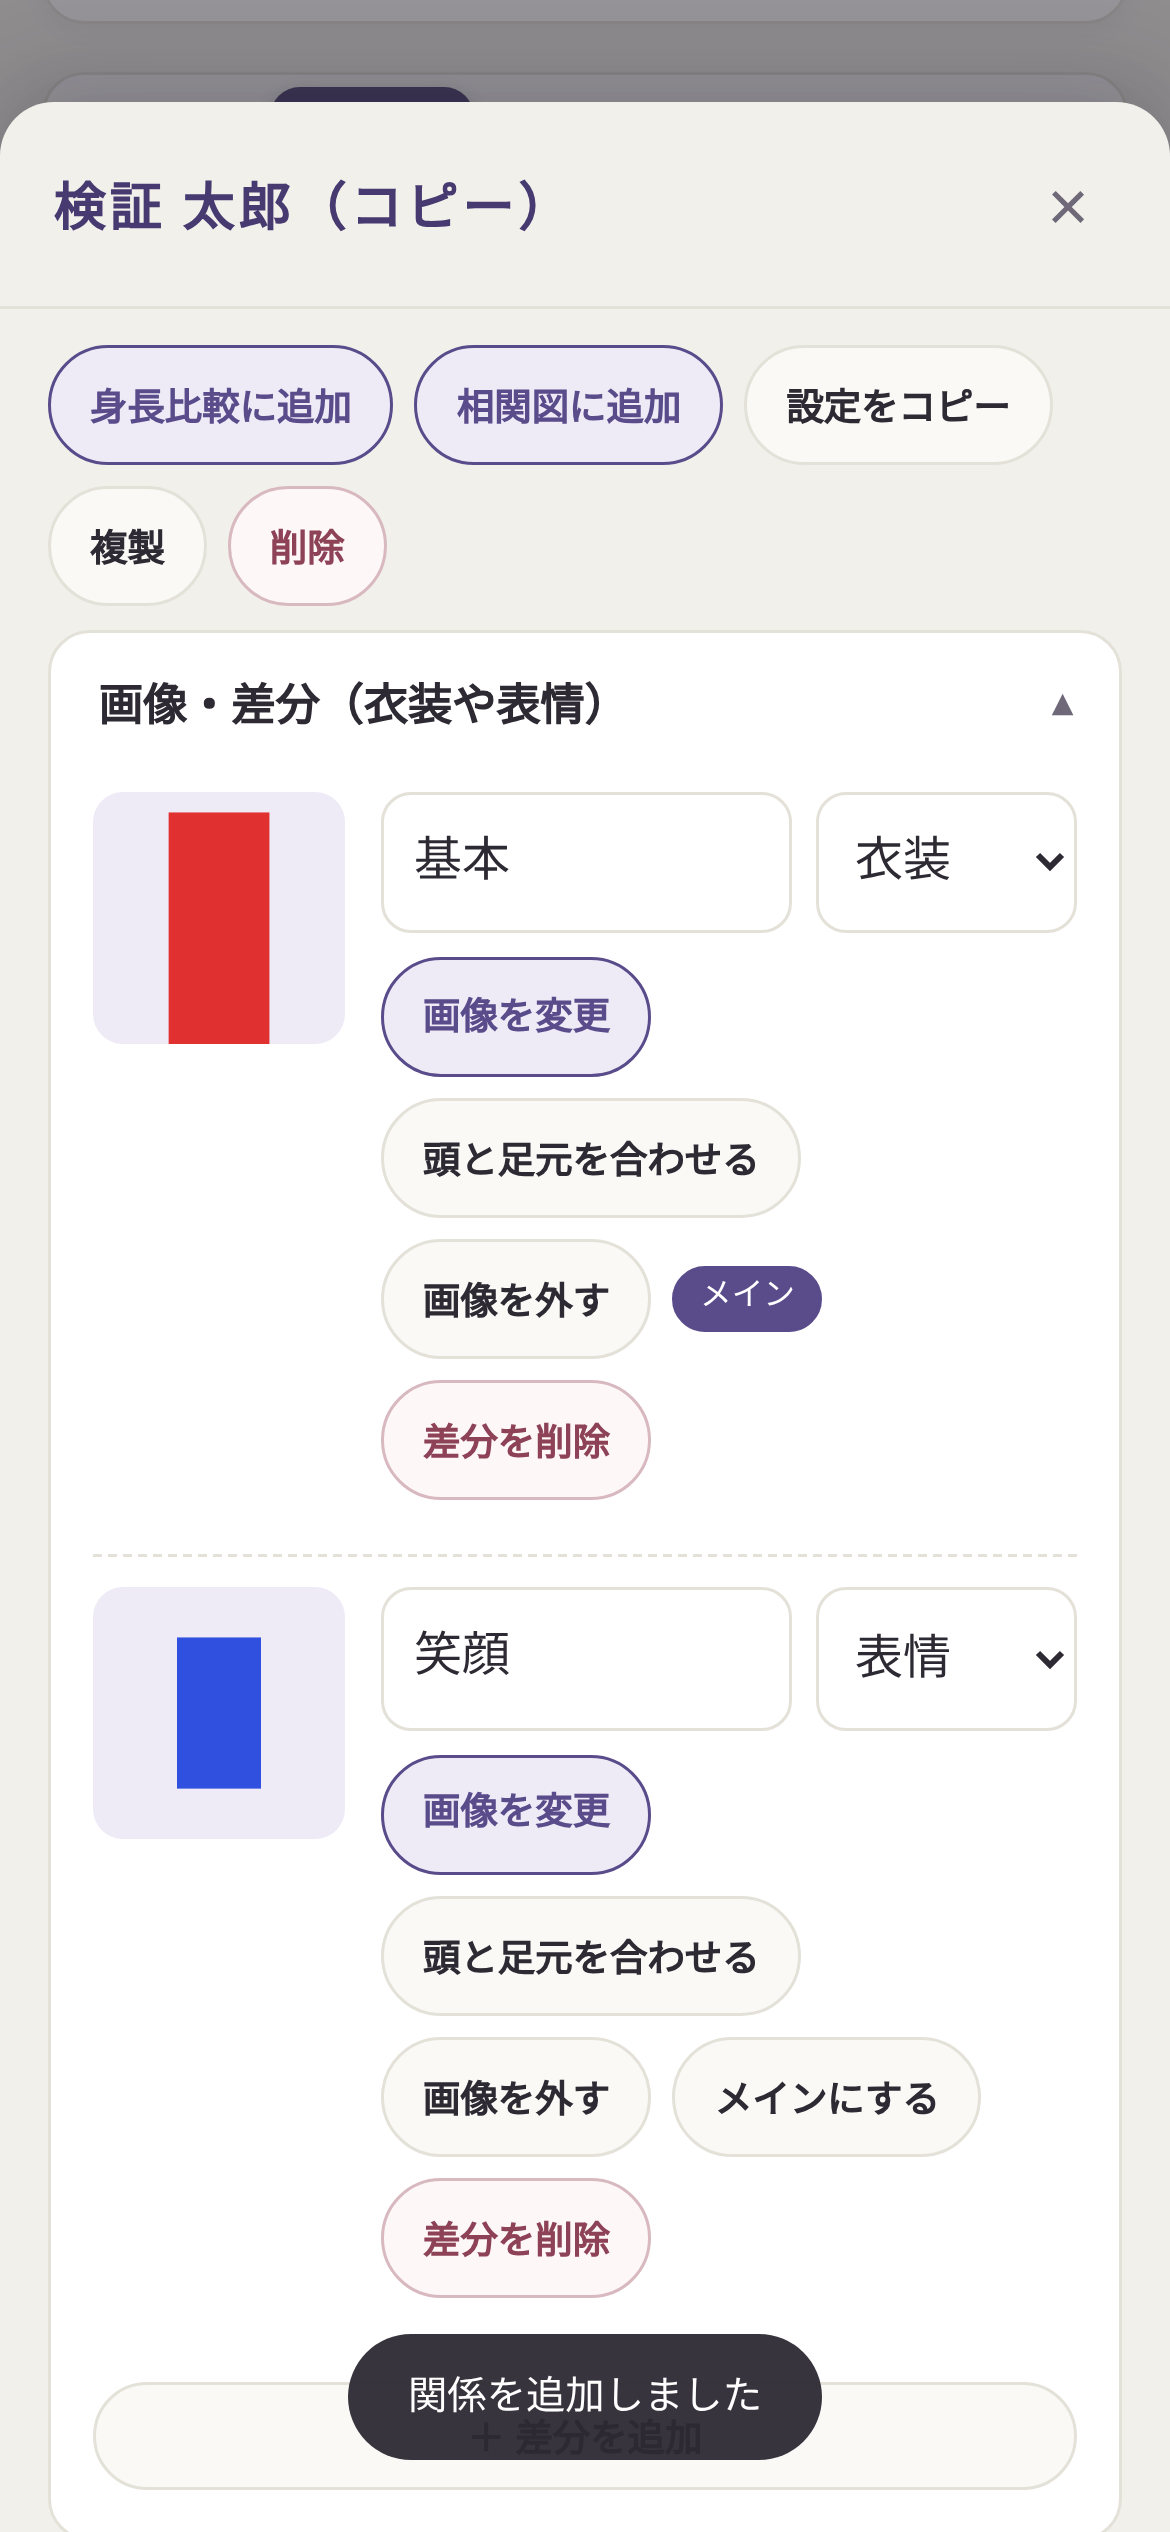 検証 太郎（コピー）
×
身長比較に追加 相関図に追加 設定をコピー
複製 削除
画像・差分（衣装や表情） ▲
基本 衣装
画像を変更
頭と足元を合わせる
画像を外す メイン
差分を削除
笑顔 表情
画像を変更
頭と足元を合わせる
画像を外す メインにする
差分を削除
関係を追加しました
＋ 差分を追加